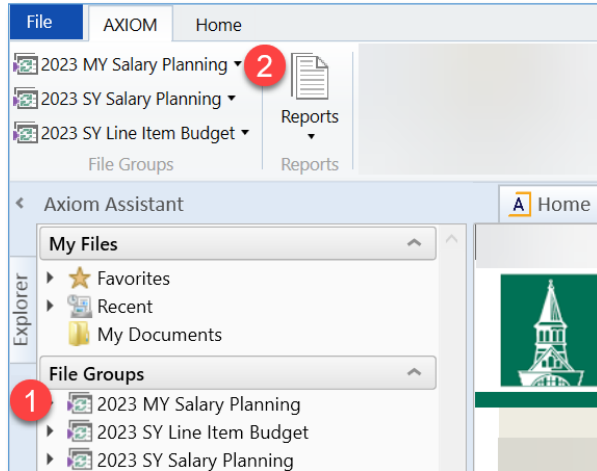 File AXIOM Home
2023 MY Salary Planning 2
2023 SY Salary Planning
2023 SY Line Item Budget
Reports
File Groups Reports
Axiom Assistant
A Home
My Files
Favorites
Recent
My Documents
Explorer
File Groups
1 2023 MY Salary Planning
2023 SY Line Item Budget
2023 SY Salary Planning